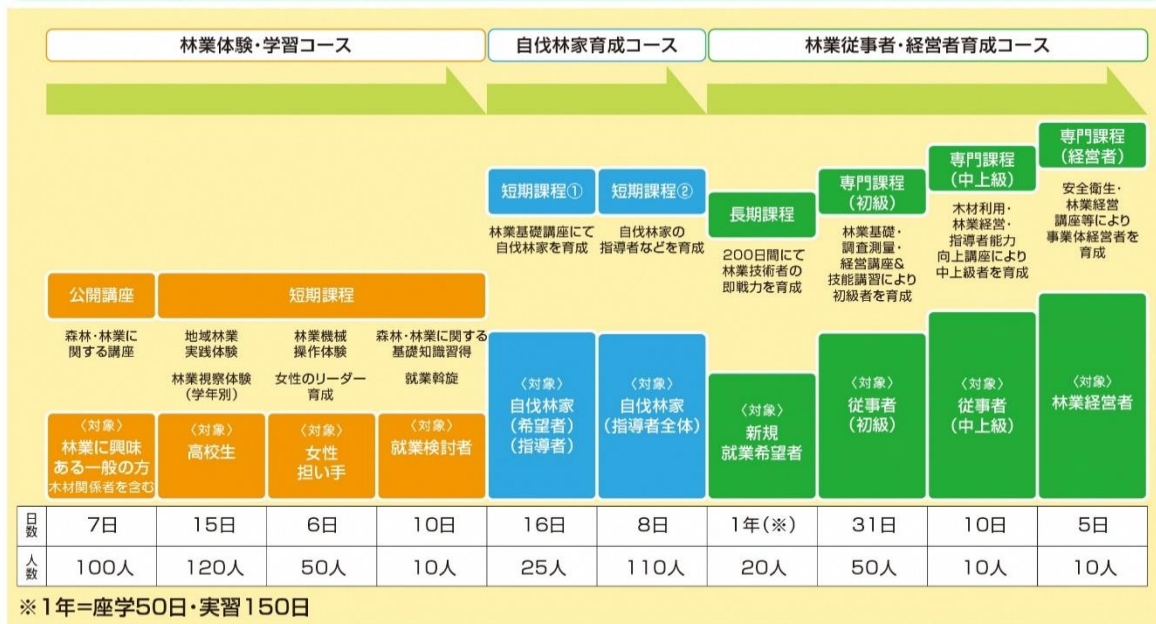 林業体験・学習コース
自伐林家育成コース
林業従事者・経営者育成コース
専門課程
(経営者)
安全衛生・
林業経営
講座等により
事業体経営者を
育成
専門課程
(中上級)
木材利用・
林業経営・
指導者能力
向上講座により
中上級者を育成
専門課程
(初級)
林業基礎・
調査測量・
経営講座&
技能講習により
初級者を育成
長期課程
200日間にて
林業技術者の
即戦力を育成
短期課程①
林業基礎講座にて
自伐林家を育成
短期課程②
自伐林家の
指導者などを育成
公開講座
森林・林業に
関する講座
短期課程
地域林業
実践体験
林業視察体験
(学年別)
林業機械
操作体験
女性のリーダー
育成
森林・林業に関する
基礎知識習得
就業斡旋
〈対象〉
林業に興味
ある一般の方
木材関係者を含む
〈対象〉
高校生
〈対象〉
女性
担い手
〈対象〉
就業検討者
〈対象〉
自伐林家
(希望者)
(指導者)
〈対象〉
自伐林家
(指導者全体)
〈対象〉
新規
就業希望者
〈対象〉
従事者
(初級)
〈対象〉
従事者
(中上級)
〈対象〉
林業経営者
日数 7日 15日 6日 10日 16日 8日 1年(※) 31日 10日 5日
人数 100人 120人 50人 10人 25人 110人 20人 50人 10人 10人
※1年=座学50日・実習150日